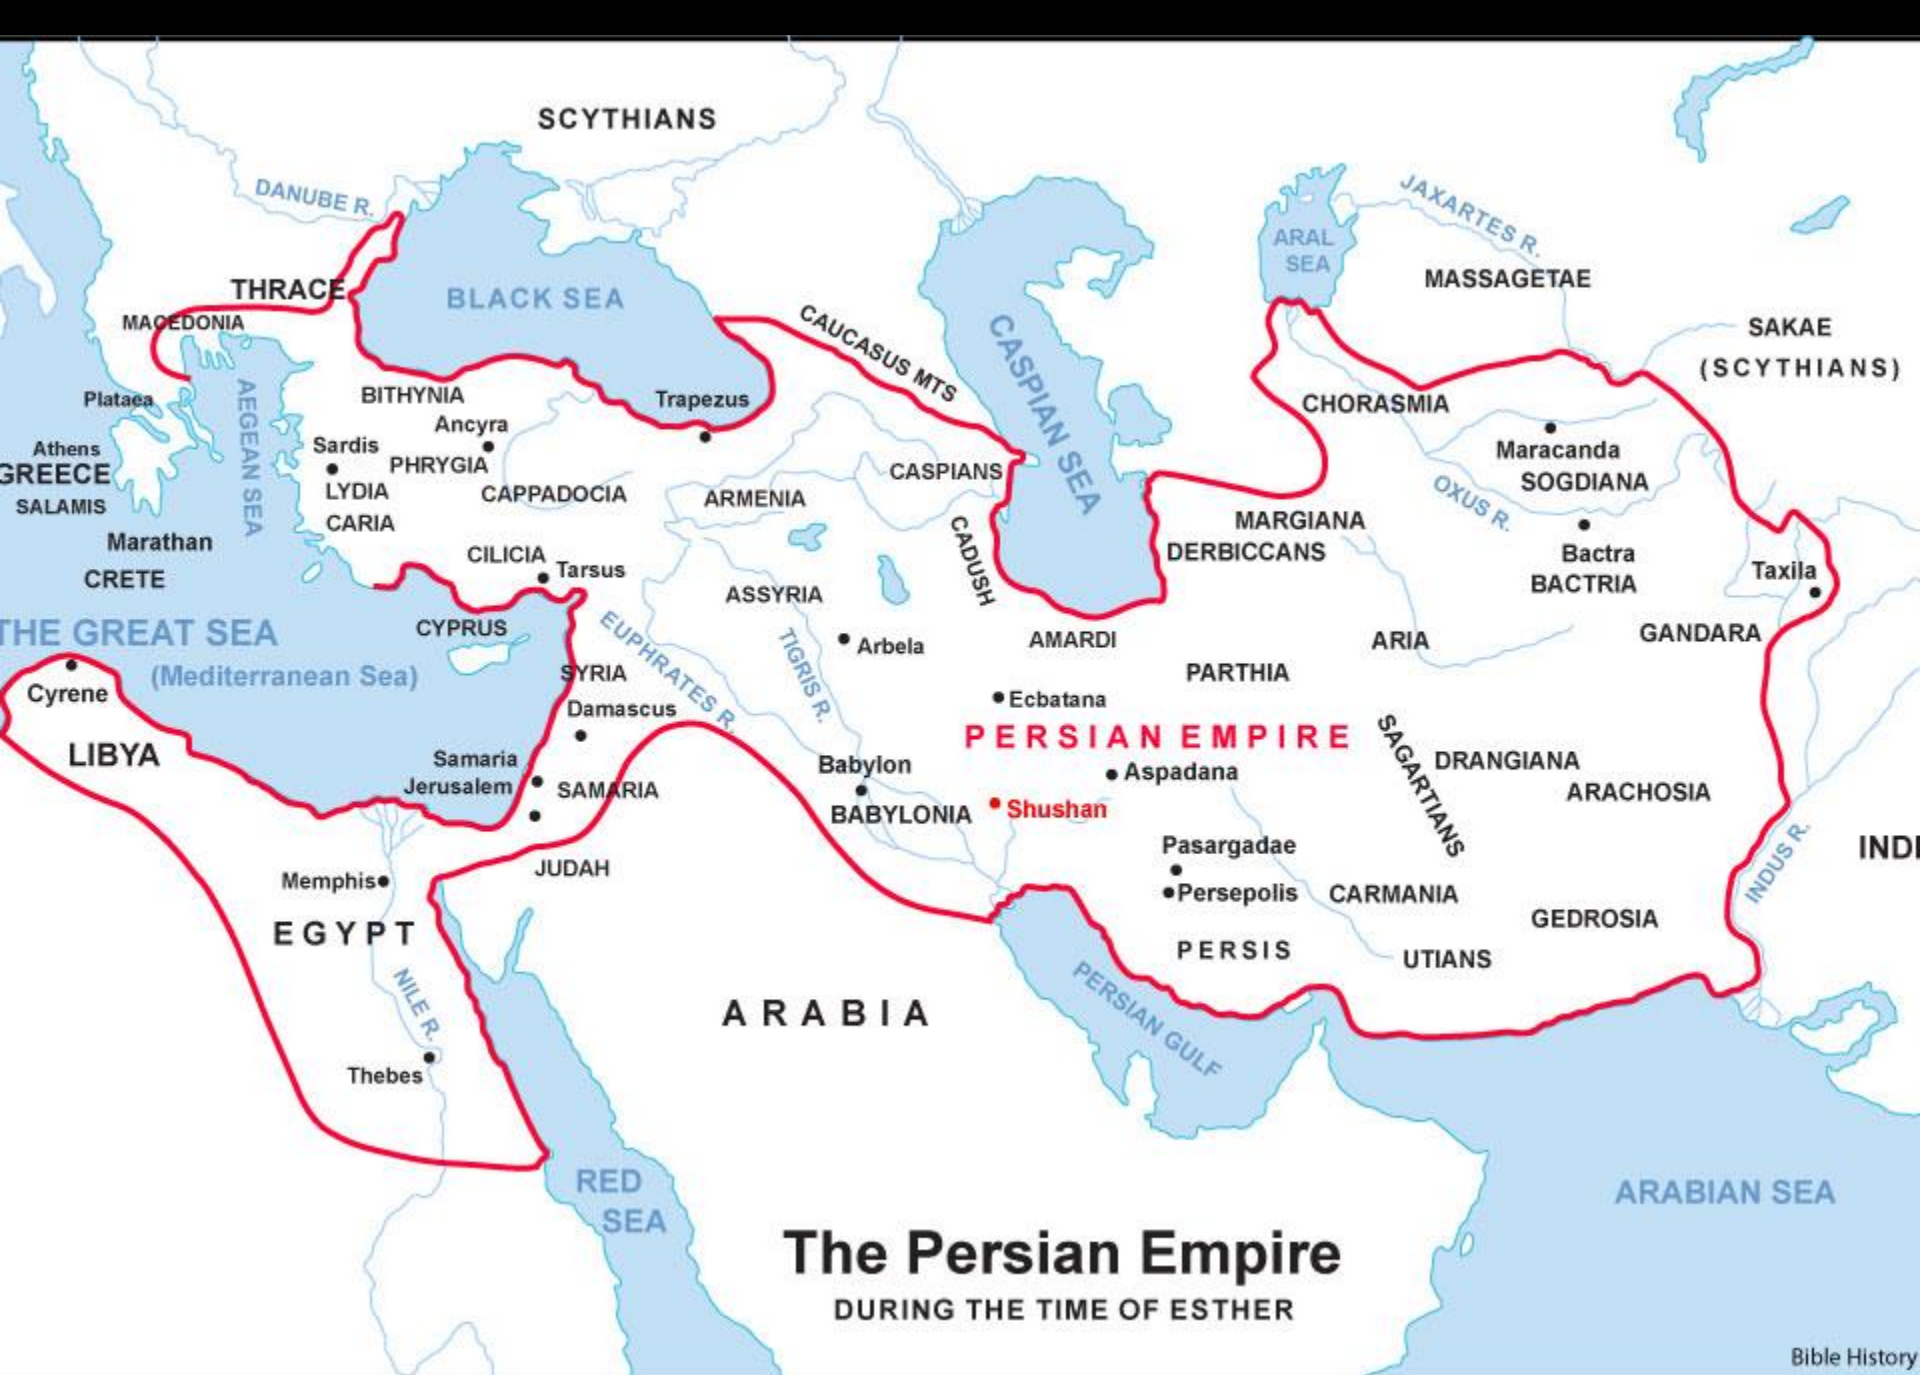 SCYTHIANS
DANUBE R.
JAXARTES R.
ARAL
SEA
MASSAGETAE
THRACE
BLACK SEA
MACEDONIA
CAUCASUS MTS
CASPIAN SEA
SAKAE
(SCYTHIANS)
Plataea
AEGEAN SEA
BITHYNIA
Trapezus
CHORASMIA
Ancyra
Athens
GREECE
SALAMIS
Sardis
PHRYGIA
LYDIA
CARIA
CAPPADOCIA
ARMENIA
CASPIANS
Maracanda
SOGDIANA
OXUS R.
Marathan
CRETE
CILICIA
Tarsus
CADUSH
MARGIANA
DERBICCANS
Bactra
BACTRIA
Taxila
ASSYRIA
THE GREAT SEA
(Mediterranean Sea)
CYPRUS
EUPHRATES R.
TIGRIS R.
Arbela
AMARDI
ARIA
GANDARA
Cyrene
SYRIA
PARTHIA
Damascus
Ecbatana
PERSIAN EMPIRE
SAGARTIANS
LIBYA
Samaria
Jerusalem
SAMARIA
Babylon
BABYLONIA
Aspadana
Shushan
DRANGIANA
ARACHOSIA
INDUS R.
INDI
Memphis
JUDAH
Pasargadae
Persepolis
CARMANIA
GEDROSIA
EGYPT
PERSIS
UTIANS
NILE R.
ARABIA
PERSIAN GULF
Thebes
RED
SEA
ARABIAN SEA
The Persian Empire
DURING THE TIME OF ESTHER
Bible History